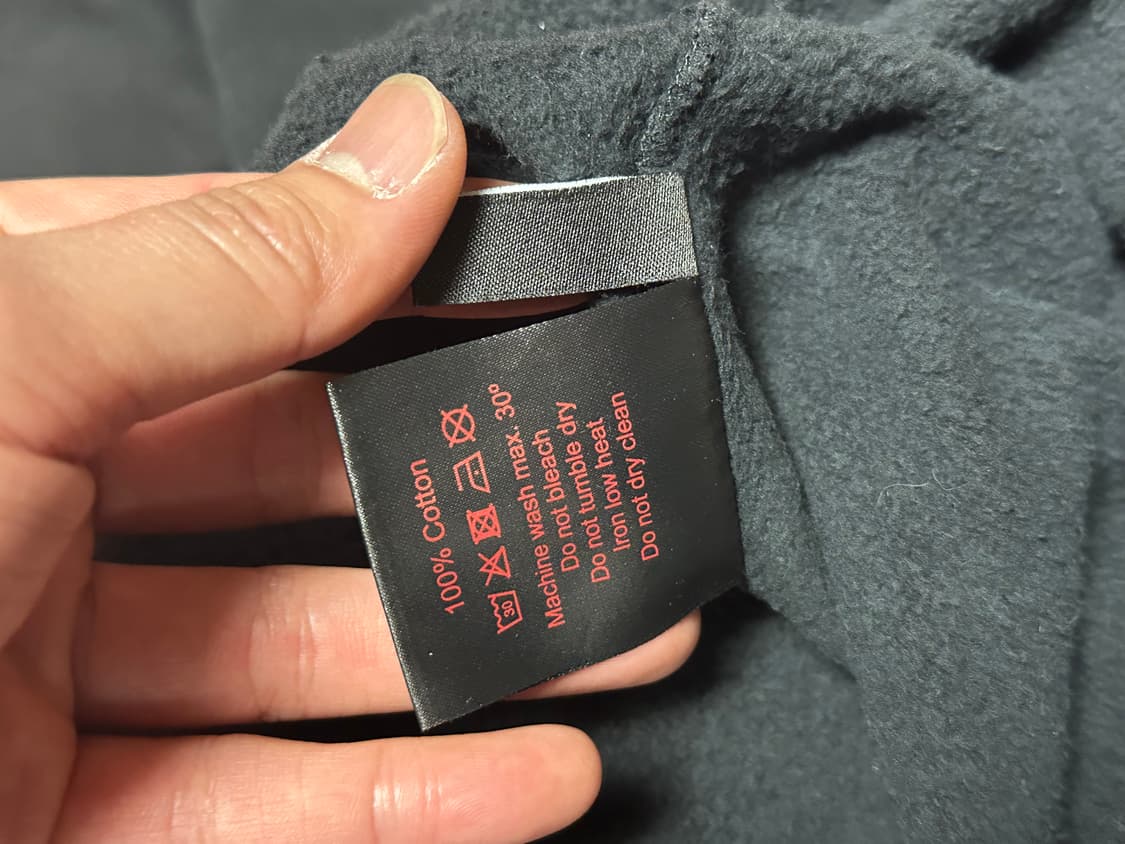 100% Cotton
30
Machine wash max. 30º
Do not bleach
Do not tumble dry
Iron low heat
Do not dry clean